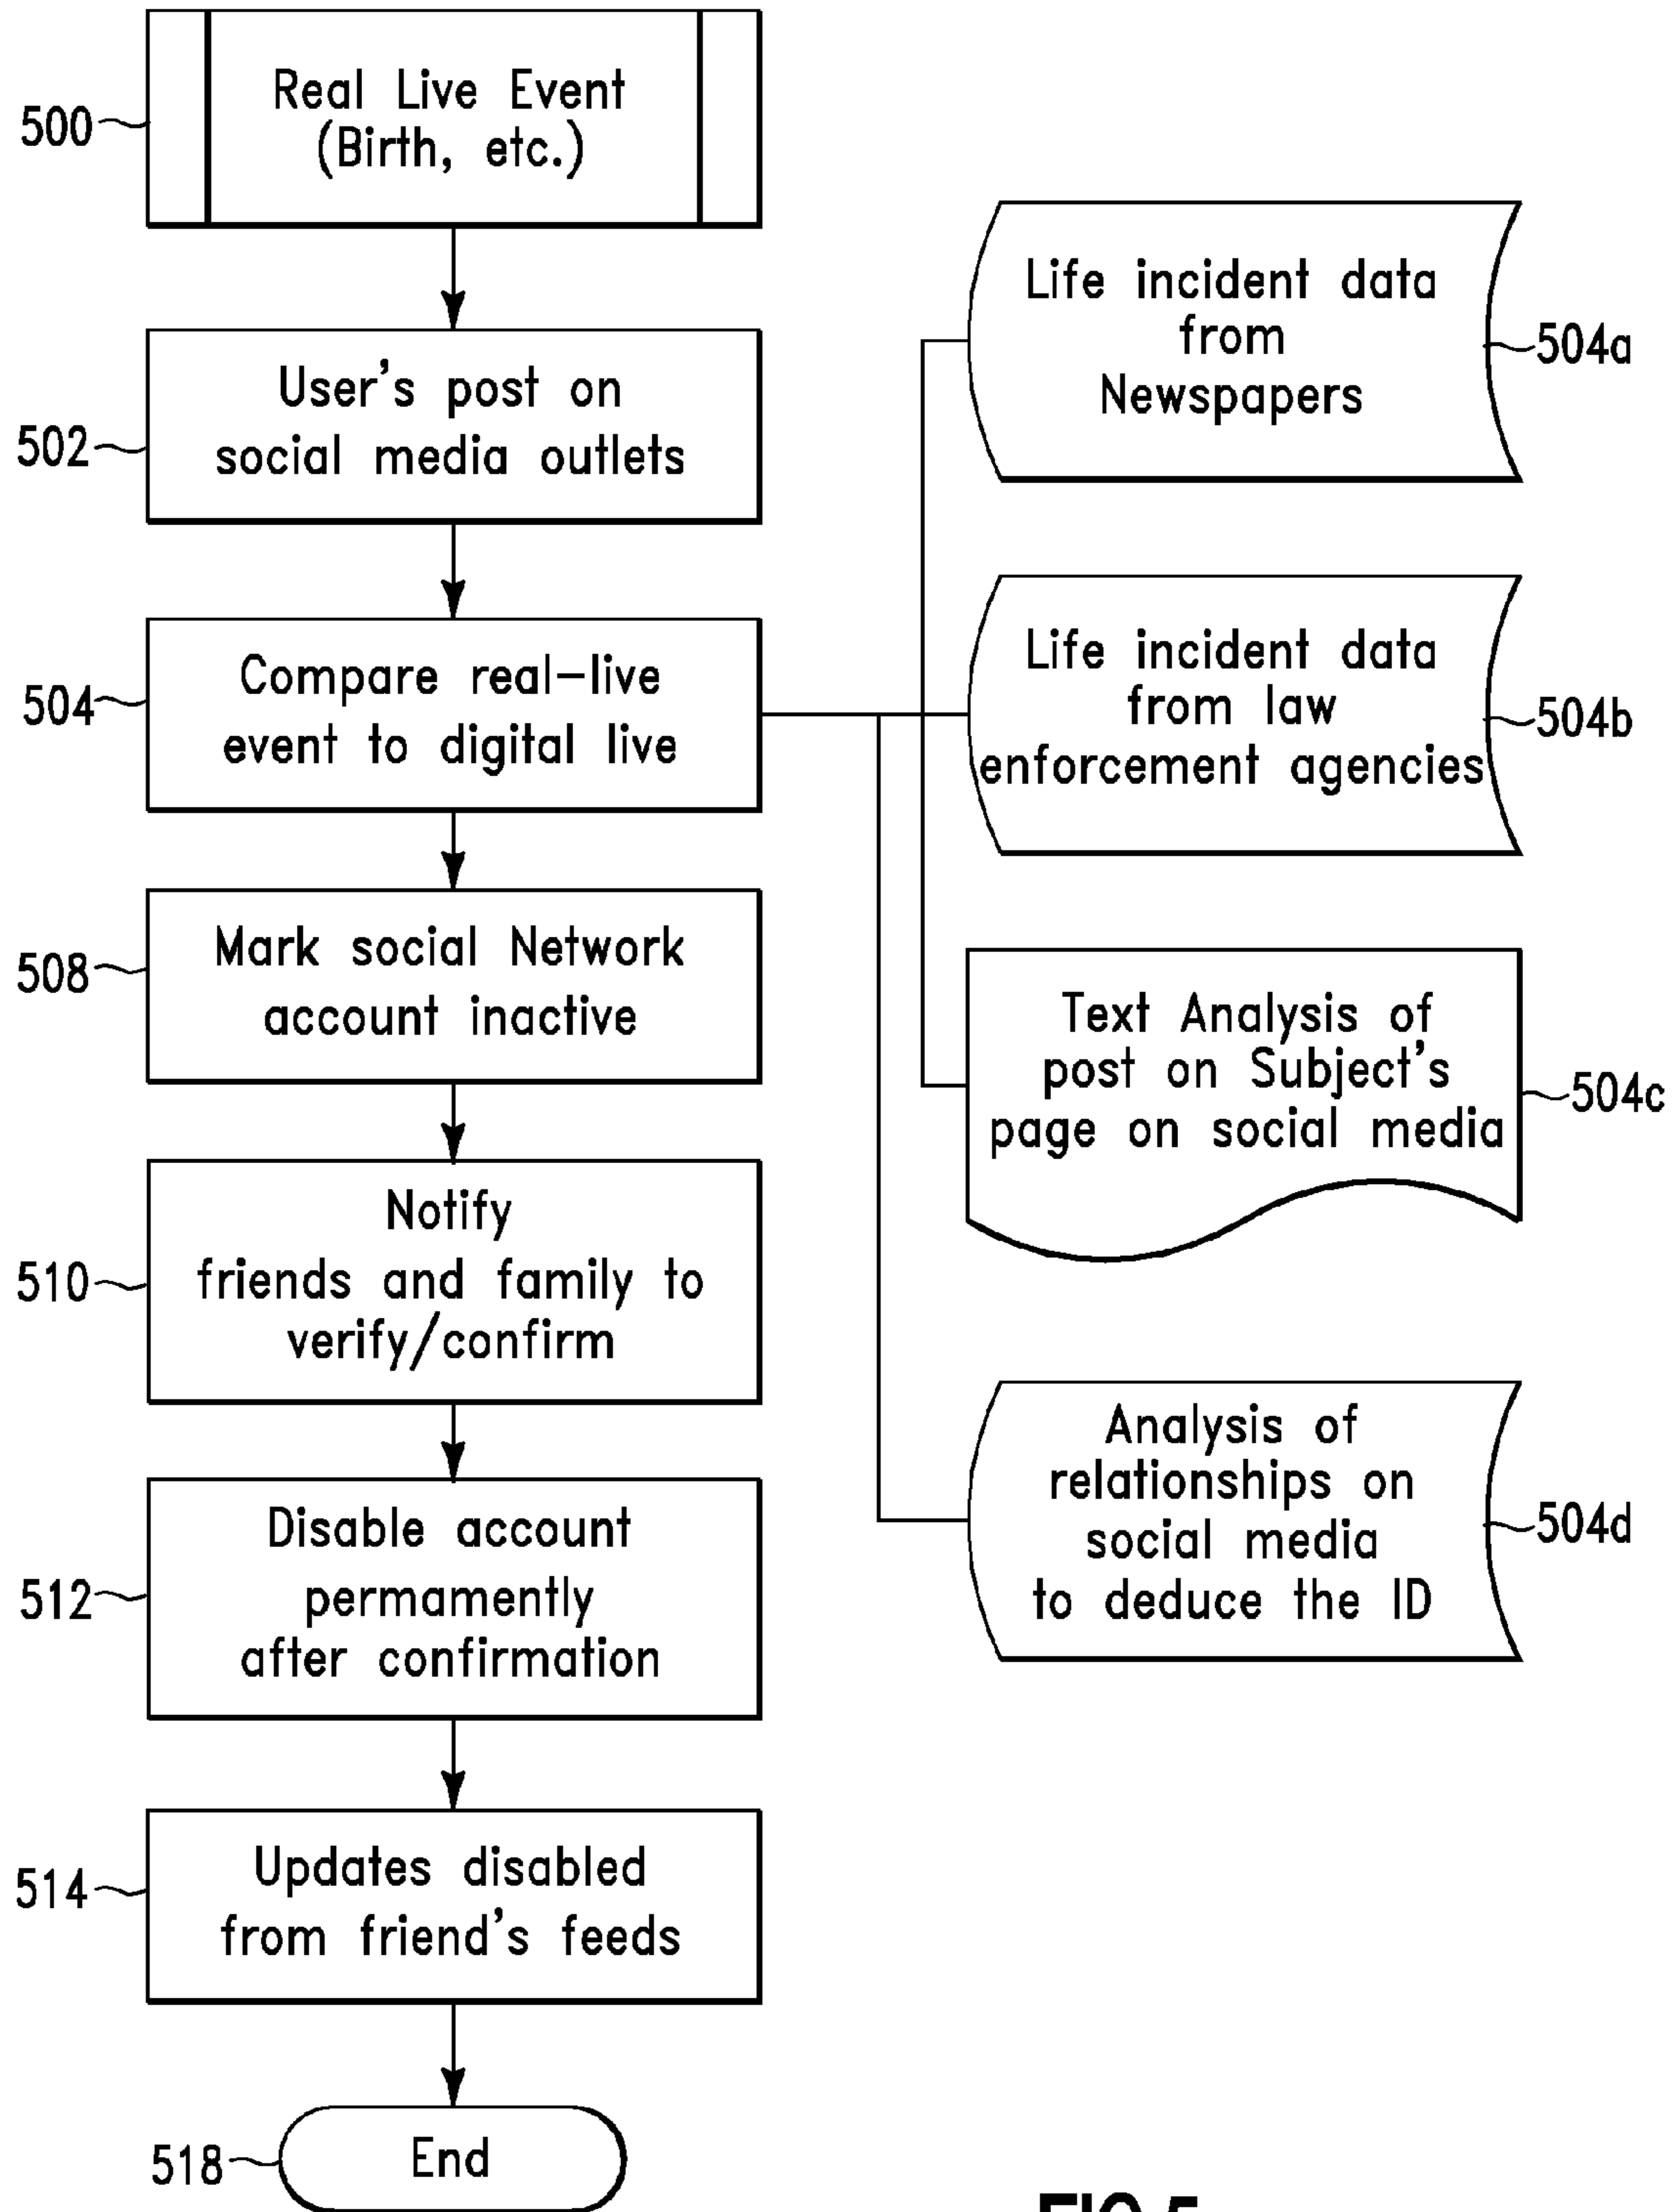 500
Real Live Event
(Birth, etc.)
502
User's post on
social media outlets
504
Compare real-live
event to digital live
508
Mark social Network
account inactive
510
Notify
friends and family to
verify/confirm
512
Disable account
permamently
after confirmation
514
Updates disabled
from friend's feeds
518
End
Life incident data
from
Newspapers
504a
Life incident data
from law
enforcement agencies
504b
Text Analysis of
post on Subject's
page on social media
504c
Analysis of
relationships on
social media
to deduce the ID
504d
FIG.5